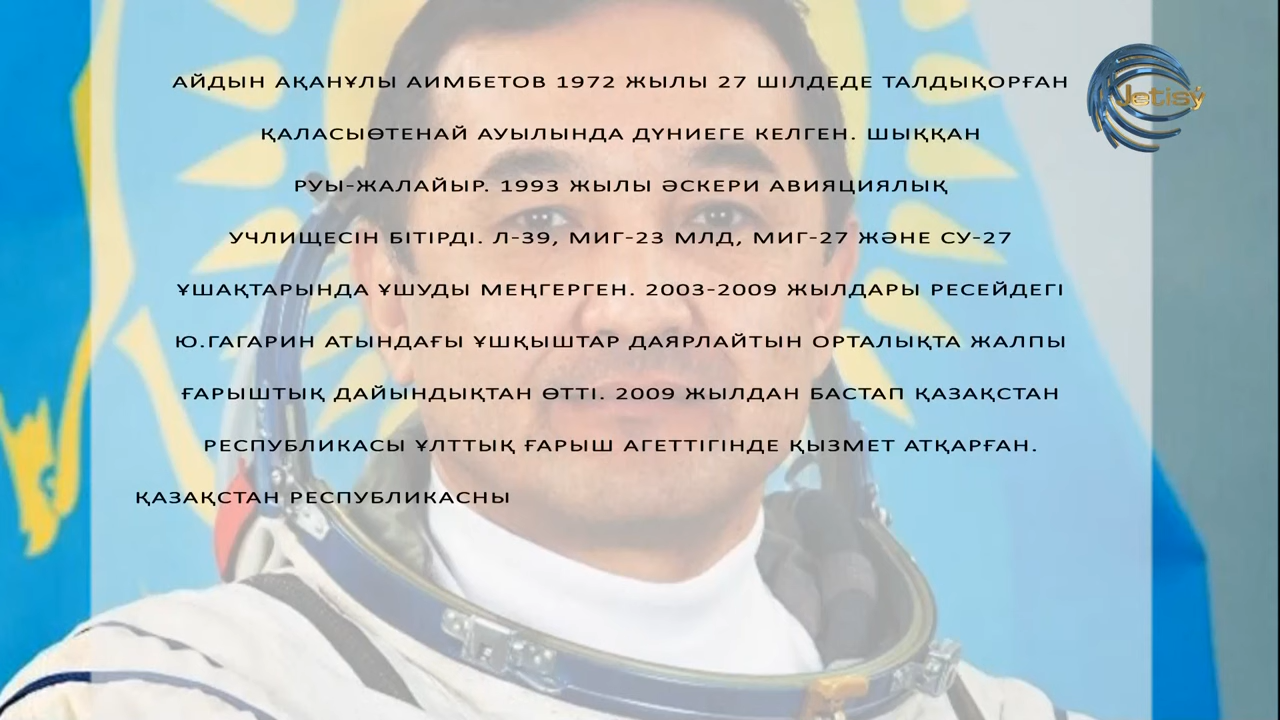 АЙДЫН АҚАНҰЛЫ АИМБЕТОВ 1972 ЖЫЛЫ 27 ШІЛДЕДЕ ТАЛДЫҚОРҒАН
ҚАЛАСЫӨТЕНАЙ АУЫЛЫНДА ДҮНИЕГЕ КЕЛГЕН. ШЫҚҚАН
РУЫ-ЖАЛАЙЫР. 1993 ЖЫЛЫ ӘСКЕРИ АВИЯЦИЯЛЫҚ
УЧЛИЩЕСІН БІТІРДІ. Л-39, МИГ-23 МЛД, МИГ-27 ЖӘНЕ СУ-27
ҰШАҚТАРЫНДА ҰШУДЫ МЕҢГЕРГЕН. 2003-2009 ЖЫЛДАРЫ РЕСЕЙДЕГІ
Ю.ГАГАРИН АТЫНДАҒЫ ҰШҚЫШТАР ДАЯРЛАЙТЫН ОРТАЛЫҚТА ЖАЛПЫ
ҒАРЫШТЫҚ ДАЙЫНДЫҚТАН ӨТТІ. 2009 ЖЫЛДАН БАСТАП ҚАЗАҚСТАН
РЕСПУБЛИКАСЫ ҰЛТТЫҚ ҒАРЫШ АГЕТТІГІНДЕ ҚЫЗМЕТ АТҚАРҒАН.
ҚАЗАҚСТАН РЕСПУБЛИКАСНЫ
Jetisý